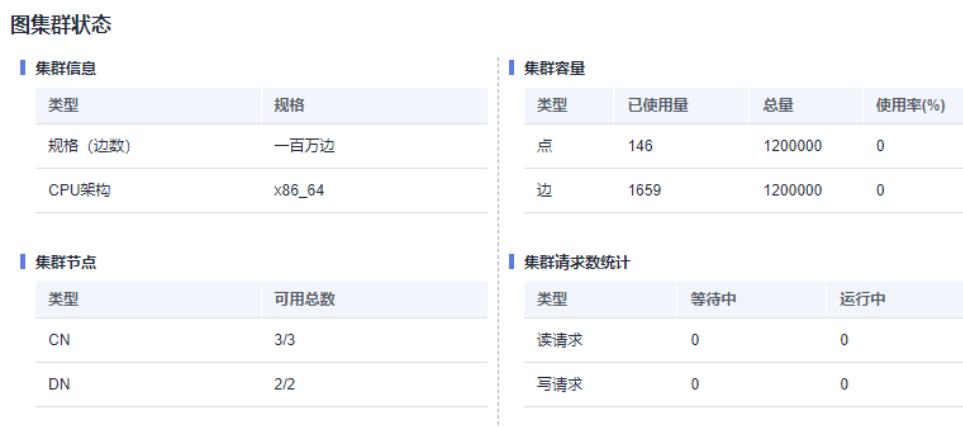 图集群状态
集群信息
类型 规格
规格（边数） 一百万边
CPU架构 x86_64
集群容量
类型 已使用量 总量 使用率(%)
点 146 1200000 0
边 1659 1200000 0
集群节点
类型 可用总数
CN 3/3
DN 2/2
集群请求数统计
类型 等待中 运行中
读请求 0 0
写请求 0 0